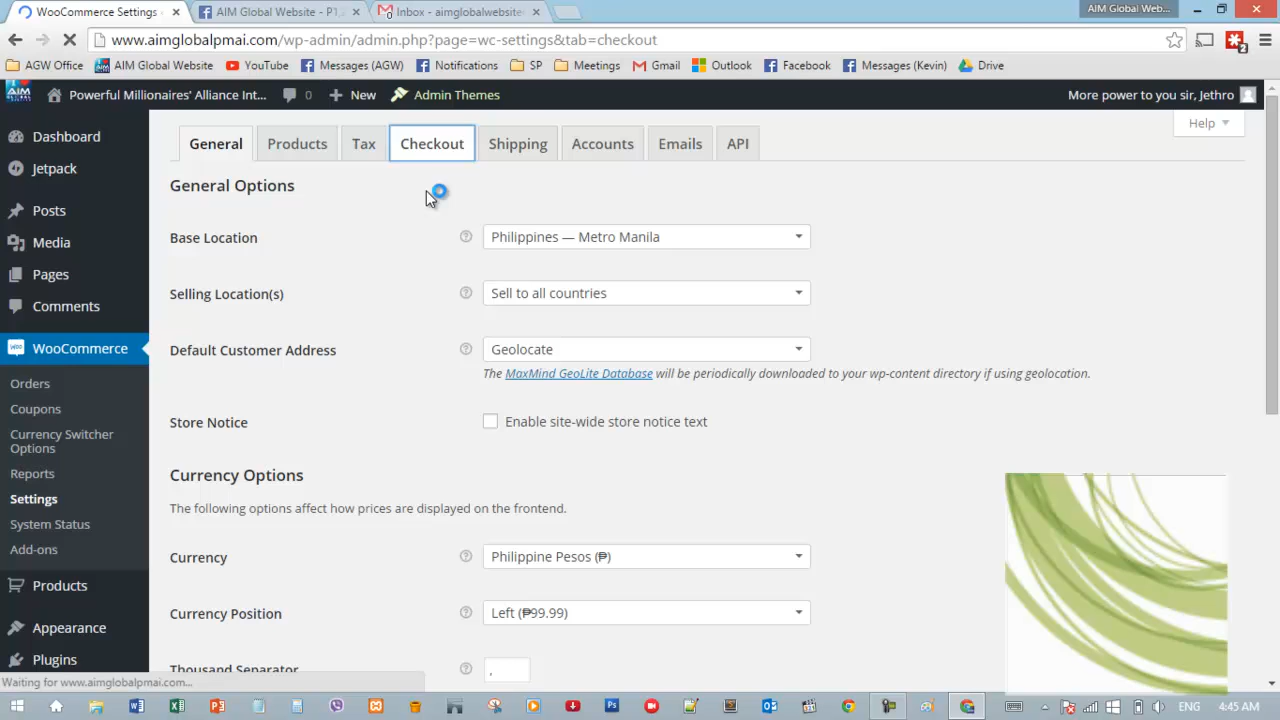 WooCommerce Settings
AIM Global Website - P1,
Inbox - aimglobalwebsite
AIM Global Web...
www.aimglobalpmai.com/wp-admin/admin.php?page=wc-settings&tab=checkout
AGW Office
AIM Global Website
YouTube
Messages (AGW)
Notifications
SP
Meetings
Gmail
Outlook
Facebook
Messages (Kevin)
Drive
Powerful Millionaires' Alliance Int...
0
New
Admin Themes
More power to you sir, Jethro
Help
Dashboard
Jetpack
Posts
Media
Pages
Comments
WooCommerce
Orders
Coupons
Currency Switcher
Options
Reports
Settings
System Status
Add-ons
Products
Appearance
Plugins
General
Products
Tax
Checkout
Shipping
Accounts
Emails
API
General Options
Base Location
Philippines — Metro Manila
Selling Location(s)
Sell to all countries
Default Customer Address
Geolocate
The MaxMind GeoLite Database will be periodically downloaded to your wp-content directory if using geolocation.
Store Notice
Enable site-wide store notice text
Currency Options
The following options affect how prices are displayed on the frontend.
Currency
Philippine Pesos (₱)
Currency Position
Left (₱99.99)
Thousand Separator
,
Waiting for www.aimglobalpmai.com...
ENG
4:45 AM